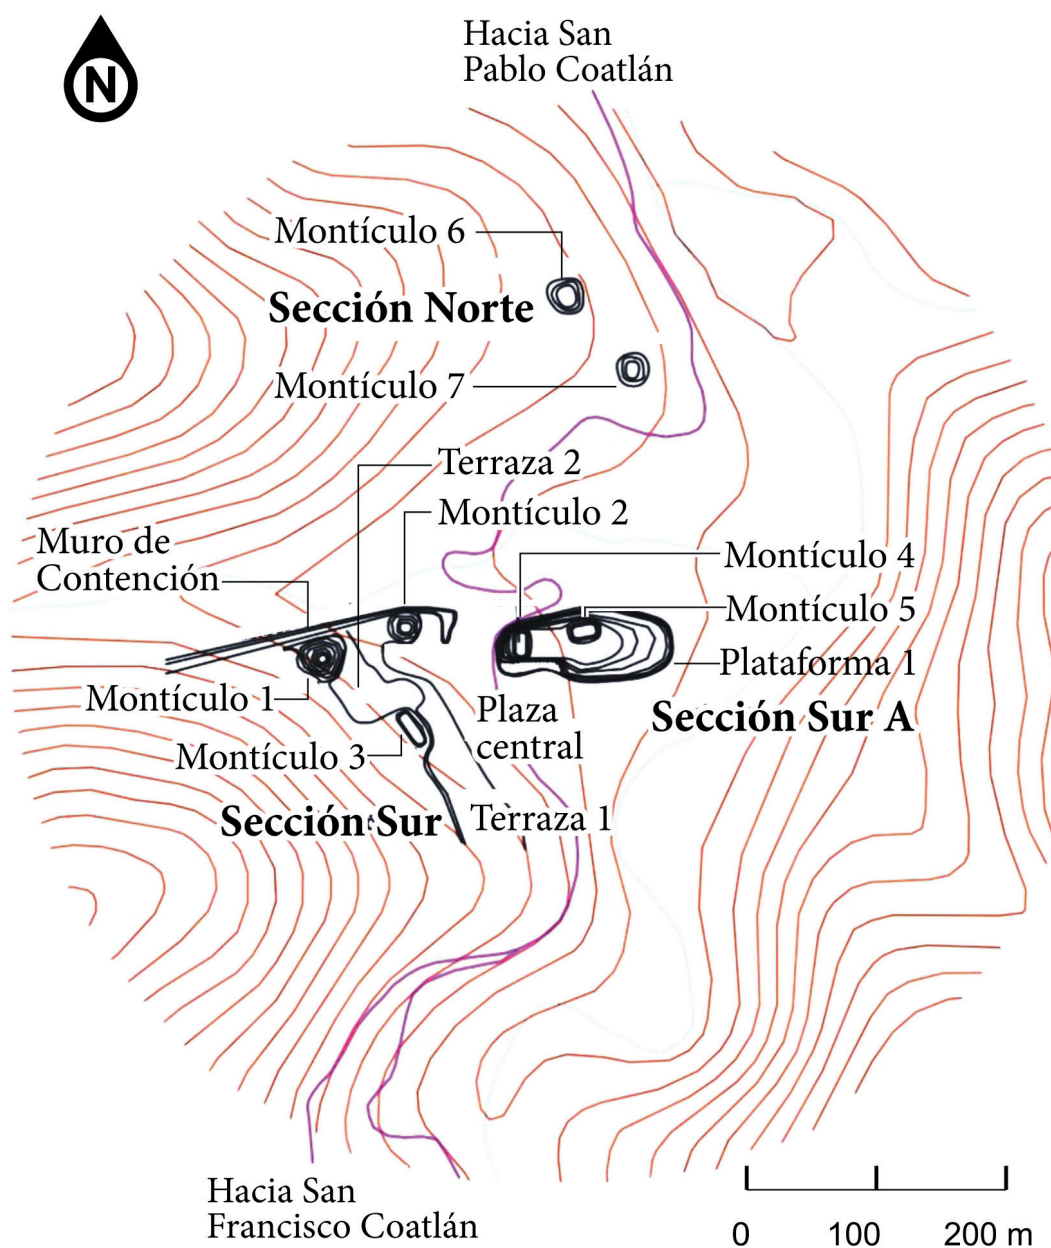 Hacia San
Pablo Coatlán
N
Montículo 6
Sección Norte
Montículo 7
Terraza 2
Montículo 2
Muro de
Contención
Montículo 4
Montículo 5
Plataforma 1
Montículo 1
Plaza
central
Sección Sur A
Montículo 3
Sección Sur
Terraza 1
Hacia San
Francisco Coatlán
0 100 200 m